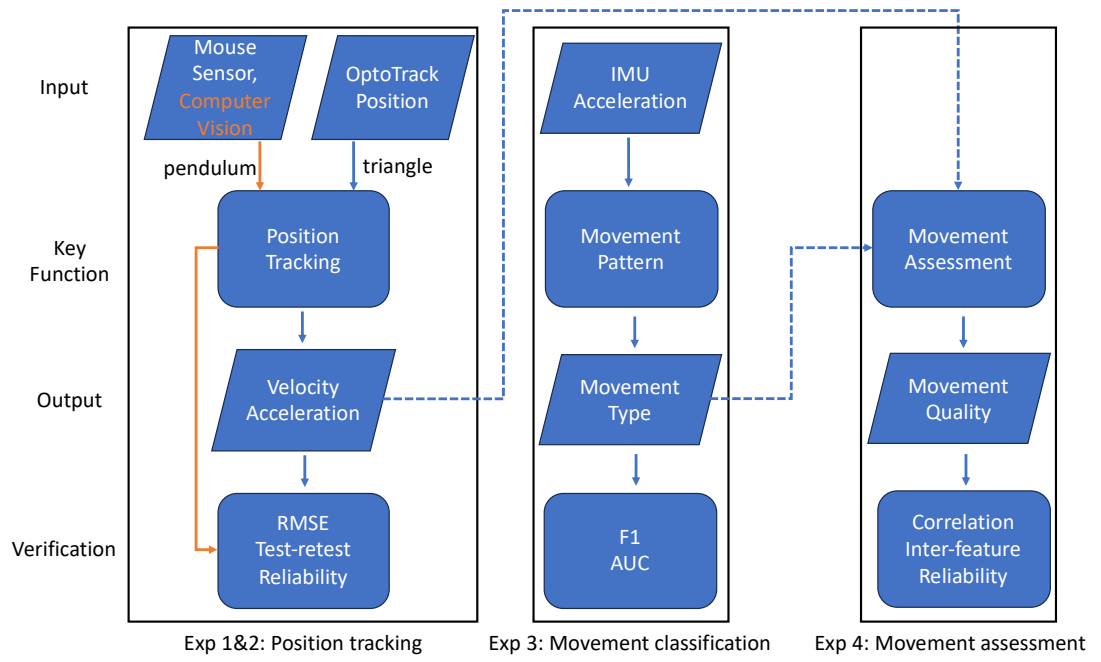 Input
Mouse
Sensor,
Computer
Vision
OptoTrack
Position
IMU
Acceleration
pendulum
triangle
Key
Function
Position
Tracking
Movement
Pattern
Movement
Assessment
Output
Velocity
Acceleration
Movement
Type
Movement
Quality
Verification
RMSE
Test-retest
Reliability
F1
AUC
Correlation
Inter-feature
Reliability
Exp 1&2: Position tracking
Exp 3: Movement classification
Exp 4: Movement assessment